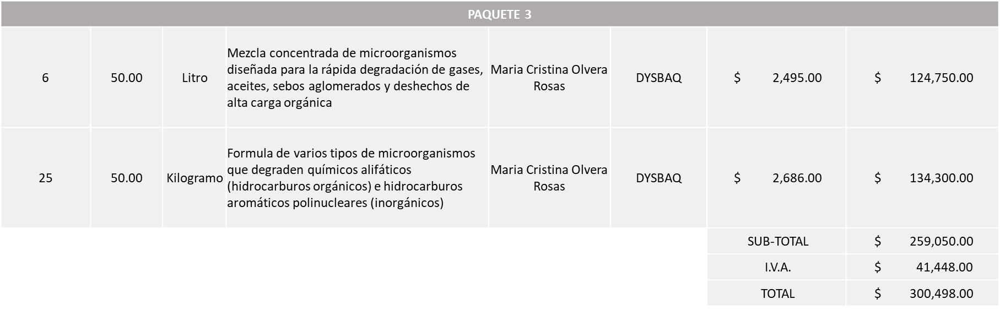 PAQUETE 3
6 50.00 Litro Mezcla concentrada de microorganismos
diseñada para la rápida degradación de gases,
aceites, sebos aglomerados y deshechos de
alta carga orgánica
Maria Cristina Olvera
Rosas
DYSBAQ $ 2,495.00 $ 124,750.00
25 50.00 Kilogramo Formula de varios tipos de microorganismos
que degraden químicos alifáticos
(hidrocarburos orgánicos) e hidrocarburos
aromáticos polinucleares (inorgánicos)
Maria Cristina Olvera
Rosas
DYSBAQ $ 2,686.00 $ 134,300.00
SUB-TOTAL $ 259,050.00
I.V.A. $ 41,448.00
TOTAL $ 300,498.00